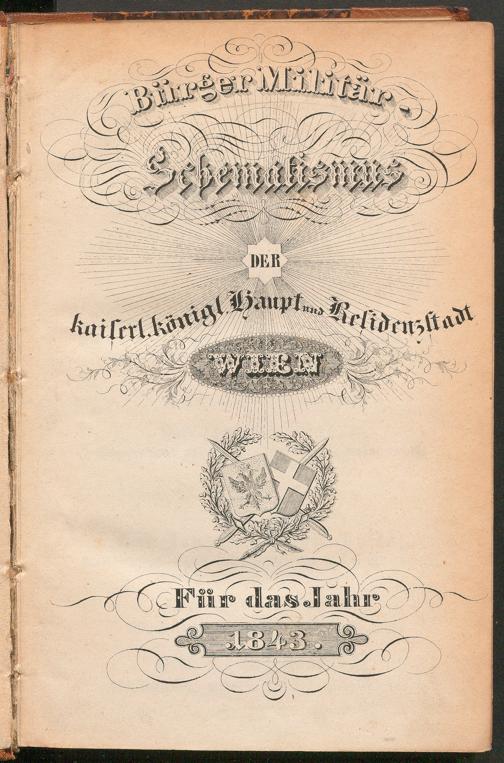 Bürger Militär.
Schematismus
DER
kaiserl. königl. Haupt und Residenzstadt
WIEN
Für das Jahr
1843.